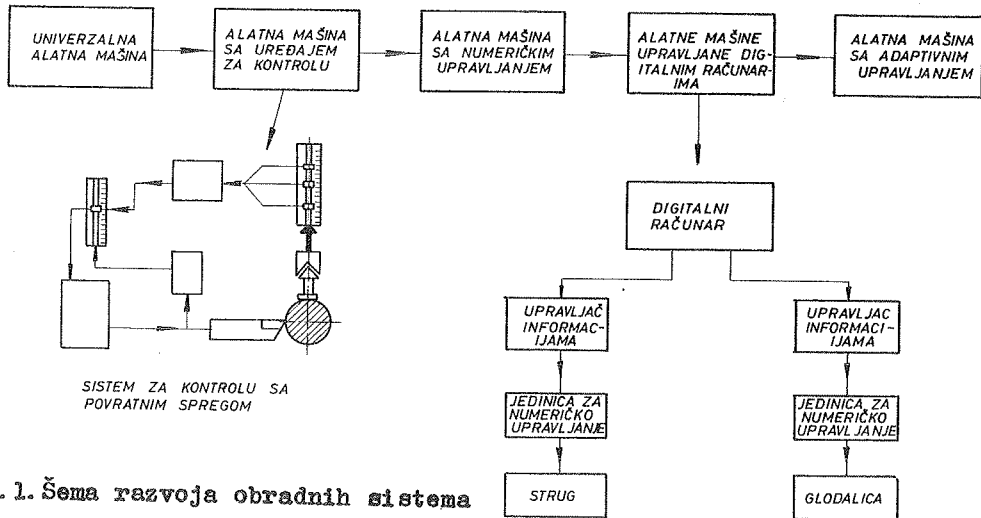 UNIVERZALNA
ALATNA MAŠINA
ALATNA MAŠINA
SA UREĐAJEM
ZA KONTROLU
ALATNA MAŠINA
SA NUMERIČKIM
UPRAVLJANJEM
ALATNE MAŠINE
UPRAVLJANE DIG-
ITALNIM RAČUNAR-
IMA
ALATNA MAŠINA
SA ADAPTIVNIM
UPRAVLJANJEM
SISTEM ZA KONTROLU SA
POVRATNIM SPREGOM
DIGITALNI
RAČUNAR
UPRAVLJAČ
INFORMAC-
IJAMA
UPRAVLJAC
INFORMACI-
IJAMA
JEDINICA ZA
NUMERIČKO
UPRAVLJANJE
JEDINICA ZA
NUMERIČKO
UPRAVLJANJE
STRUG
GLODALICA
. 1. Šema razvoja obradnih sistema